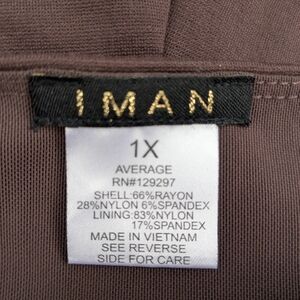 IMAN
1X
AVERAGE
RN#129297
SHELL:66%RAYON
28%NYLON 6%SPANDEX
LINING:83%NYLON
17%SPANDEX
MADE IN VIETNAM
SEE REVERSE
SIDE FOR CARE